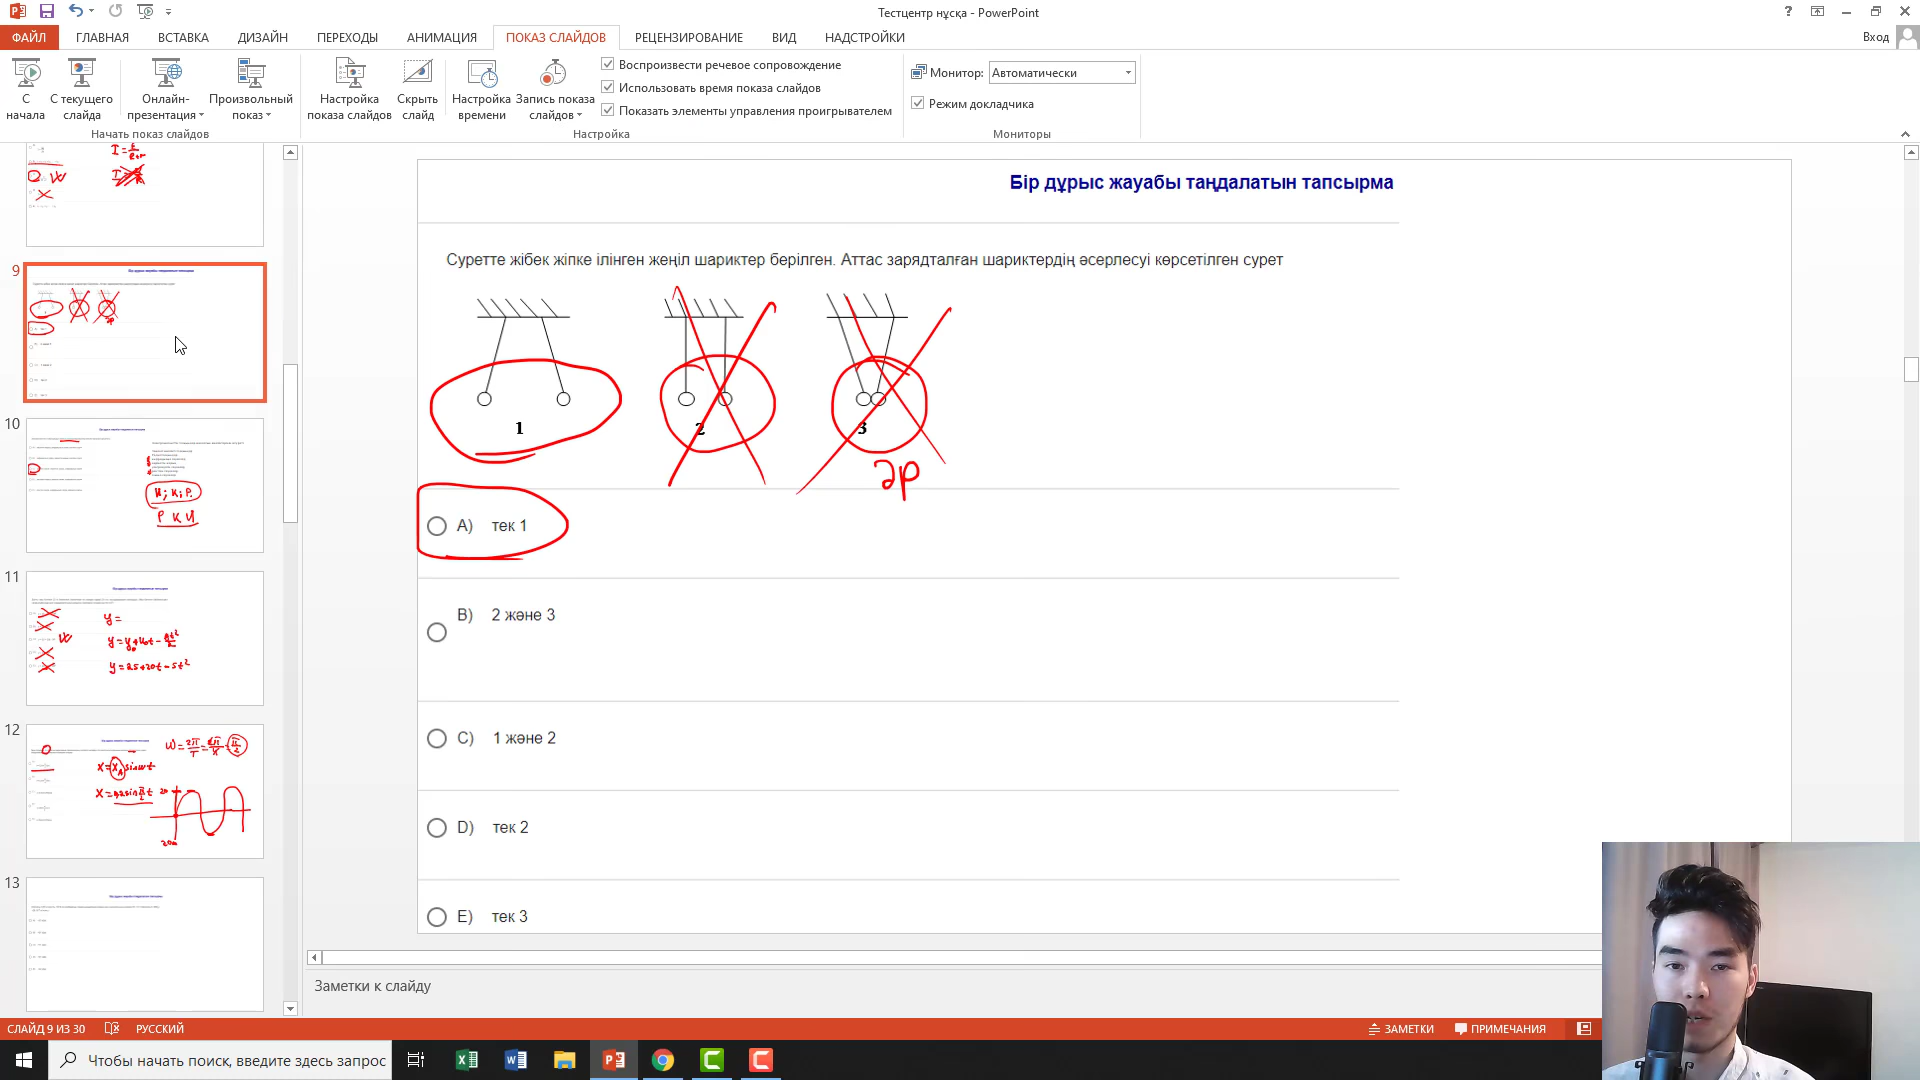 Тестцентр нұсқа - PowerPoint
ФАЙЛ ГЛАВНАЯ ВСТАВКА ДИЗАЙН ПЕРЕХОДЫ АНИМАЦИЯ ПОКАЗ СЛАЙДОВ РЕЦЕНЗИРОВАНИЕ ВИД НАДСТРОЙКИ Вход
С начала
С текущего слайда
Онлайн-презентация
Произвольный показ
Начать показ слайдов
Настройка показа слайдов
Скрыть слайд
Настройка времени
Запись показа слайдов
Воспроизвести речевое сопровождение
Использовать время показа слайдов
Показать элементы управления проигрывателем
Настройка
Монитор: Автоматически
Режим докладчика
Мониторы
9
10
11
12
13
Бір дұрыс жауабы таңдалатын тапсырма
Суретте жібек жіпке ілінген жеңіл шариктер берілген. Аттас зарядталған шариктердің әсерлесуі көрсетілген сурет
1 2 3
әр
A) тек 1
B) 2 және 3
C) 1 және 2
D) тек 2
E) тек 3
Заметки к слайду
СЛАЙД 9 ИЗ 30 РУССКИЙ ЗАМЕТКИ ПРИМЕЧАНИЯ
Чтобы начать поиск, введите здесь запрос